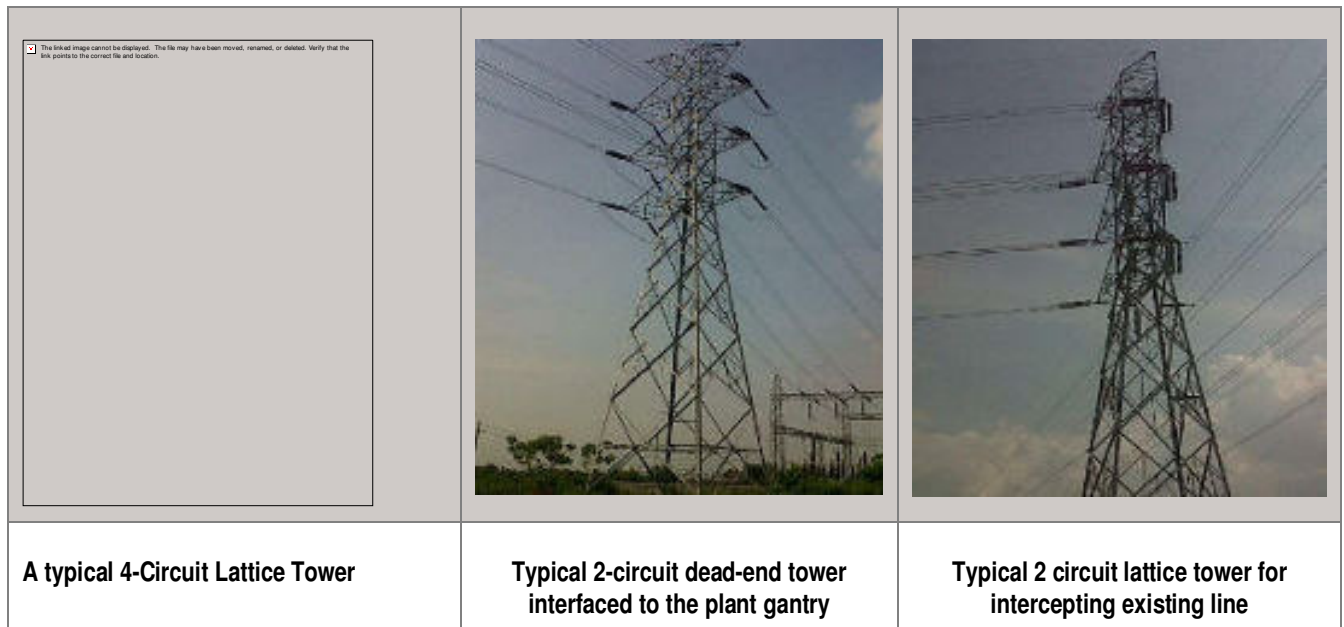 The linked image cannot be displayed. The file may have been moved, renamed, or deleted. Verify that the
link points to the correct file and location.
A typical 4-Circuit Lattice Tower
Typical 2-circuit dead-end tower
interfaced to the plant gantry
Typical 2 circuit lattice tower for
intercepting existing line